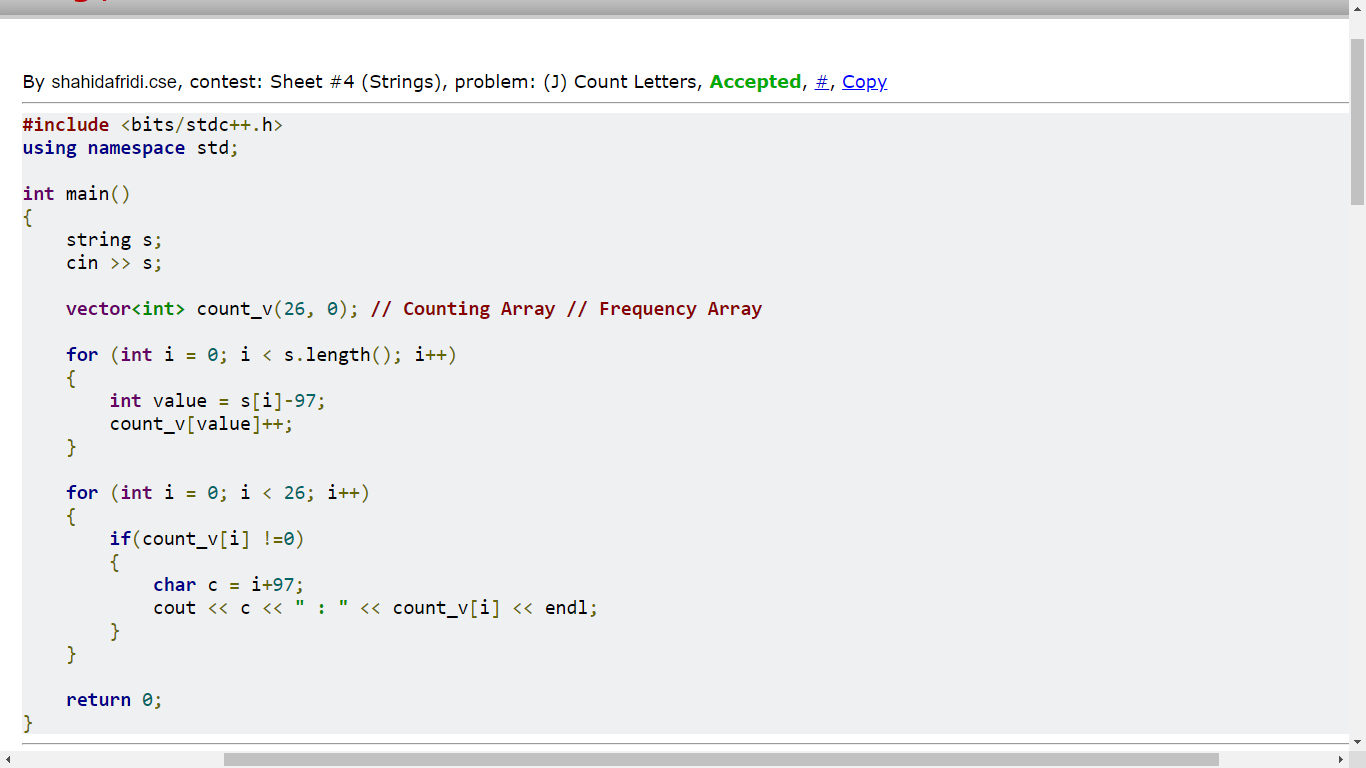 By shahidafridi.cse, contest: Sheet #4 (Strings), problem: (J) Count Letters, Accepted, #, Copy
#include <bits/stdc++.h>
using namespace std;
int main()
{
    string s;
    cin >> s;
    vector<int> count_v(26, 0); // Counting Array // Frequency Array
    for (int i = 0; i < s.length(); i++)
    {
        int value = s[i]-97;
        count_v[value]++;
    }
    for (int i = 0; i < 26; i++)
    {
        if(count_v[i] !=0)
        {
            char c = i+97;
            cout << c << " : " << count_v[i] << endl;
        }
    }
    return 0;
}